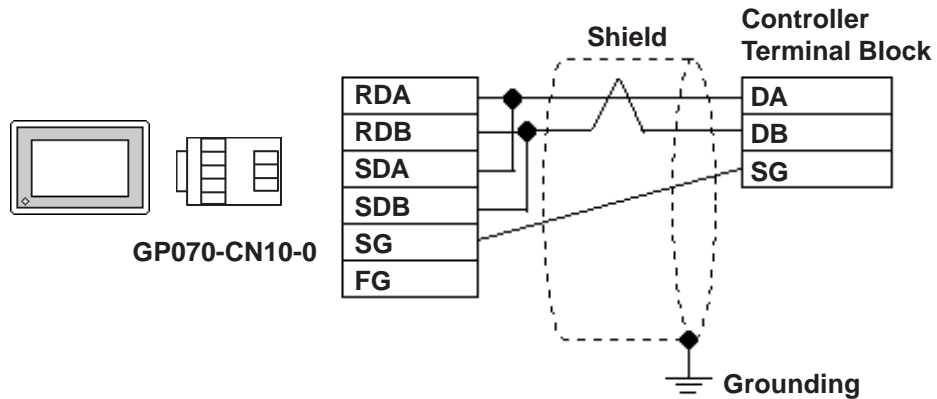 Controller
Terminal Block
Shield
RDA
RDB
SDA
SDB
SG
FG
DA
DB
SG
GP070-CN10-0
Grounding